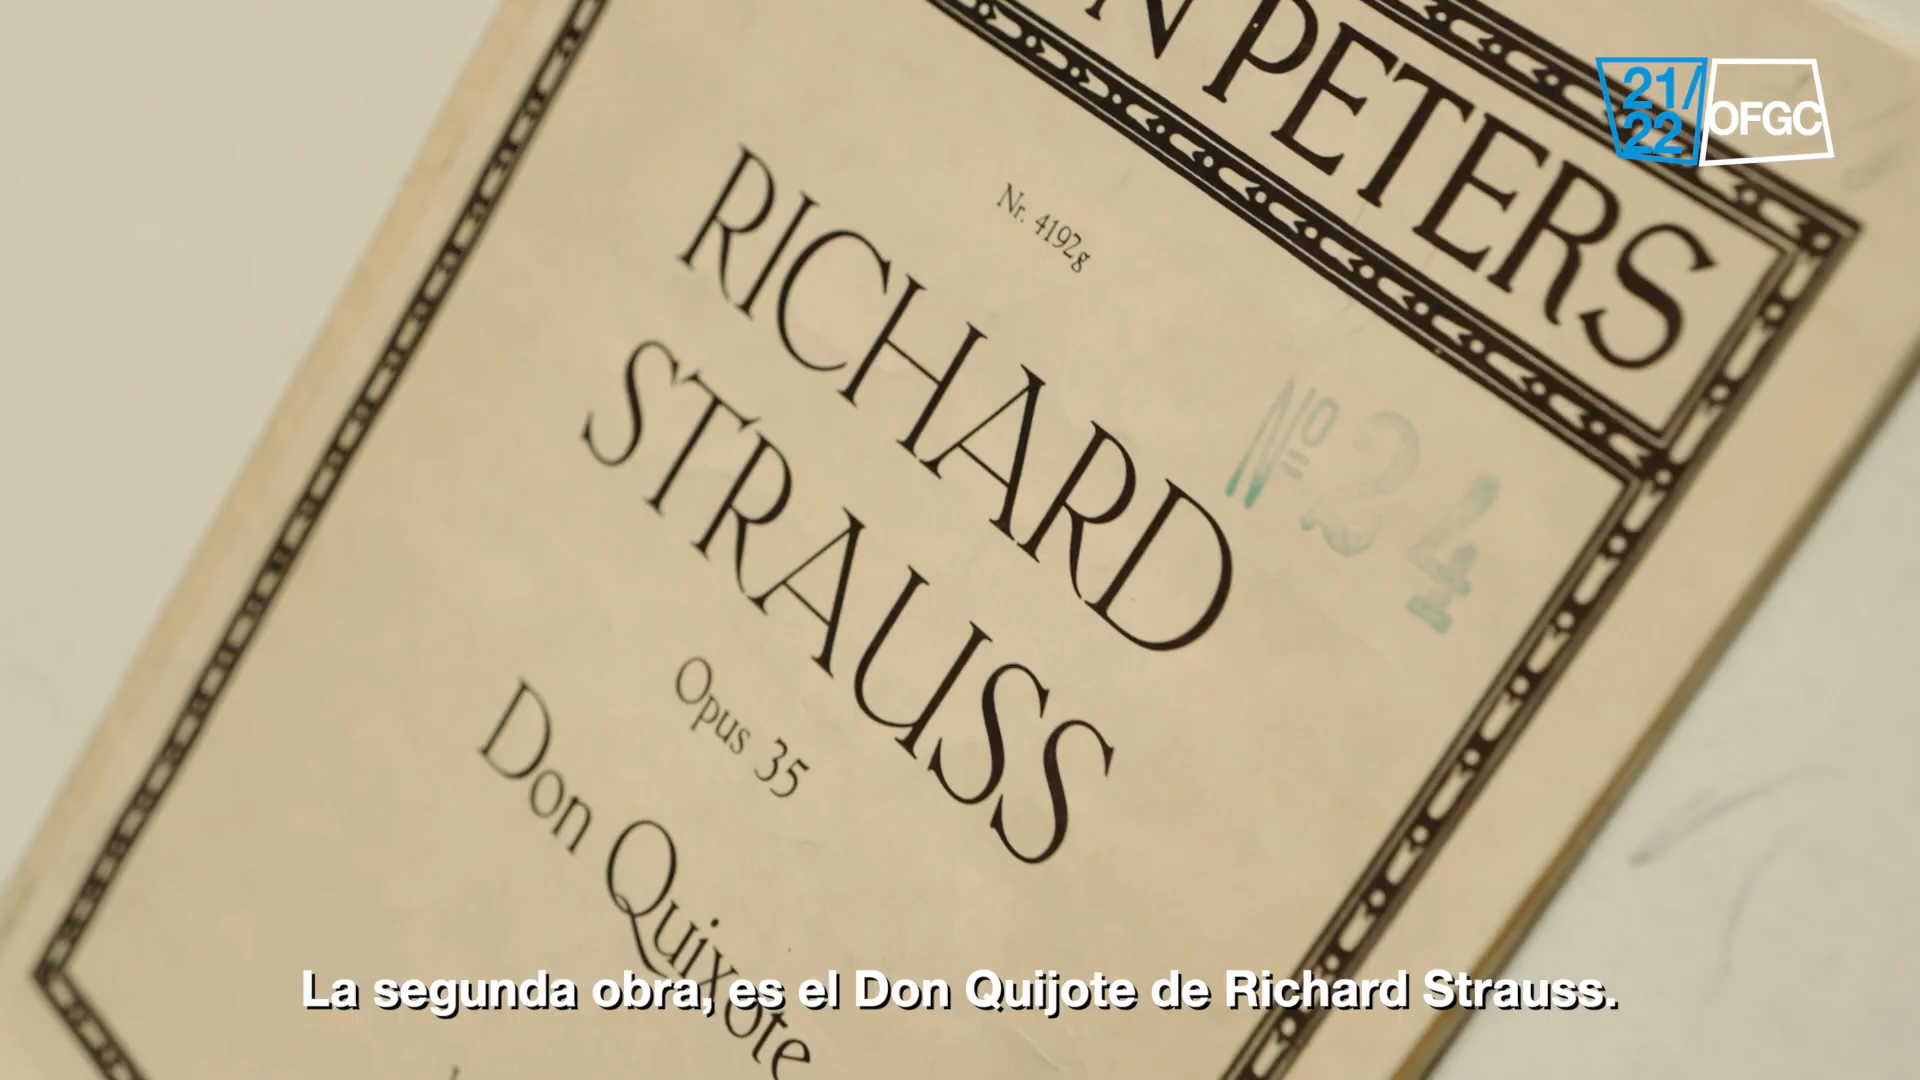 N PETERS
21/
22
OFGC
Nr. 4192g
RICHARD
STRAUSS
Nº 24
Opus 35
Don Quixote
La segunda obra, es el Don Quijote de Richard Strauss.